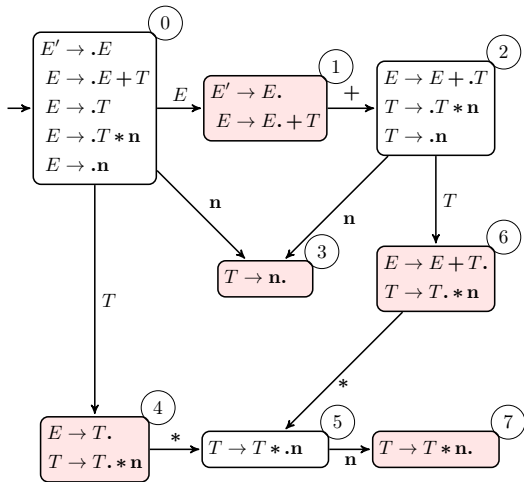 0
E′ → .E
E → .E + T
E → .T
E → .T * n
E → .n
E
1
E′ → E.
E → E. + T
+
2
E → E + .T
T → .T * n
T → .n
n
n
T
3
T → n.
6
E → E + T.
T → T. * n
T
*
4
E → T.
T → T. * n
*
5
T → T * .n
n
7
T → T * n.